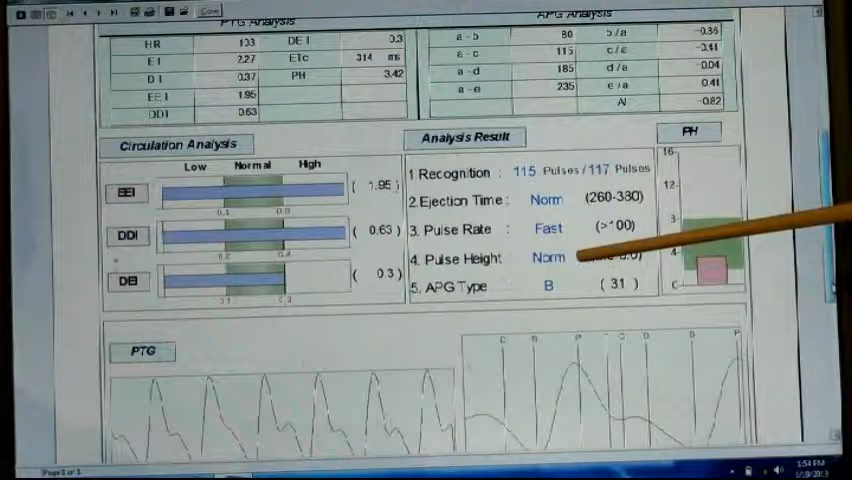 Close
PTG Analysis
APG Analysis
HR 103 DEI 0.3
EI 2.27 ETc 314 ms
DI 0.37 PH 3.42
EEI 1.95
DDI 0.63
a-b 80 b/a -0.36
a-c 115 c/a
a-d 185 d/a -0.04
a-e 235 e/a 0.41
AI -0.82
Circulation Analysis
Low Normal High
EEI ( 1.95 )
DDI ( 0.63 )
DEI ( 0.3 )
Analysis Result
1 Recognition : 115 Pulses / 117 Pulses
2.Ejection Time : Norm (260-380)
3. Pulse Rate : Fast (>100)
4. Pulse Height Norm
5. APG Type B ( 31 )
PH
16
12
PTG
Page 1 of 1
1:54 PM